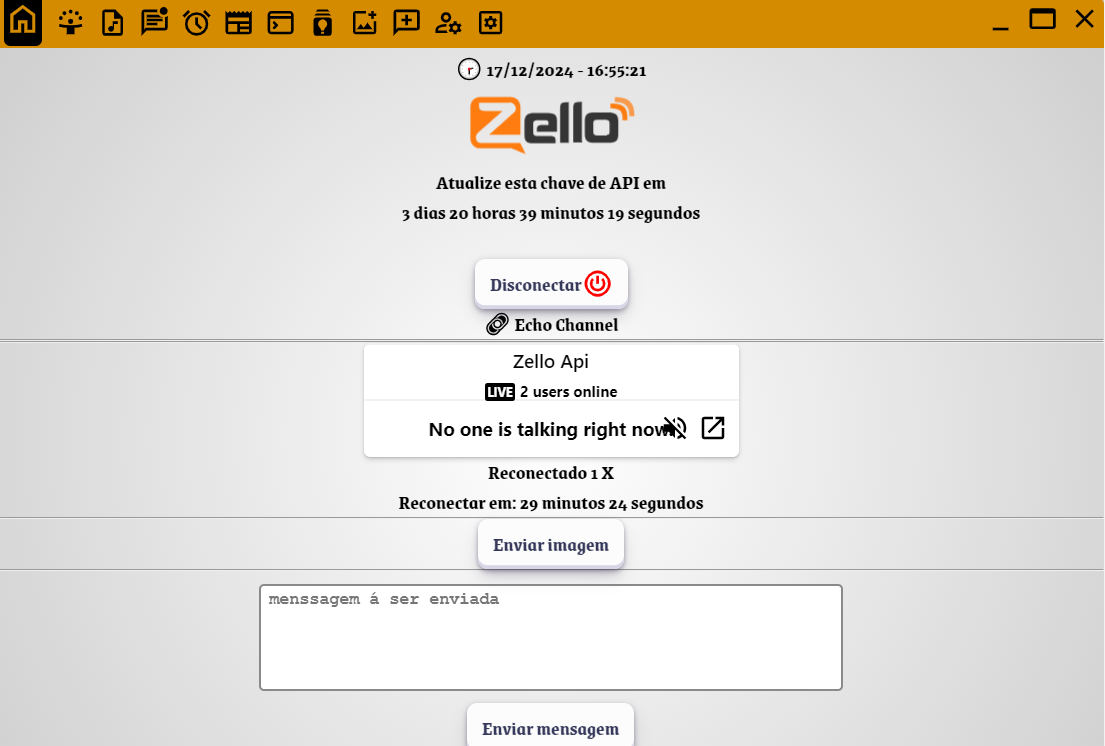 17/12/2024 - 16:55:21
Zello
Atualize esta chave de API em
3 dias 20 horas 39 minutos 19 segundos
Disconectar
Echo Channel
Zello Api
LIVE 2 users online
No one is talking right now
Reconectado 1 X
Reconectar em: 29 minutos 24 segundos
Enviar imagem
menssagem á ser enviada
Enviar mensagem